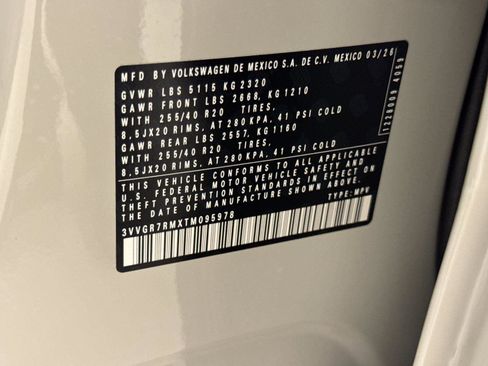 MFD BY VOLKSWAGEN DE MEXICO S.A. DE C.V. MEXICO 03/26
GVWR LBS 5115 KG 2320
GAWR FRONT LBS 2668, KG 1210
WITH 255/40 R20 TIRES,
8,5JX20 RIMS, AT 280 KPA, 41 PSI COLD
GAWR REAR LBS 2557, KG 1160
WITH 255/40 R20 TIRES,
8,5JX20 RIMS, AT 280 KPA, 41 PSI COLD
THIS VEHICLE CONFORMS TO ALL APPLICABLE
U.S. FEDERAL MOTOR VEHICLE SAFETY AND
THEFT PREVENTION STANDARDS IN EFFECT ON
THE DATE OF MANUFACTURE SHOWN ABOVE
3VVGR7RMXTM095978 TYPE: MPV
1228009 4059